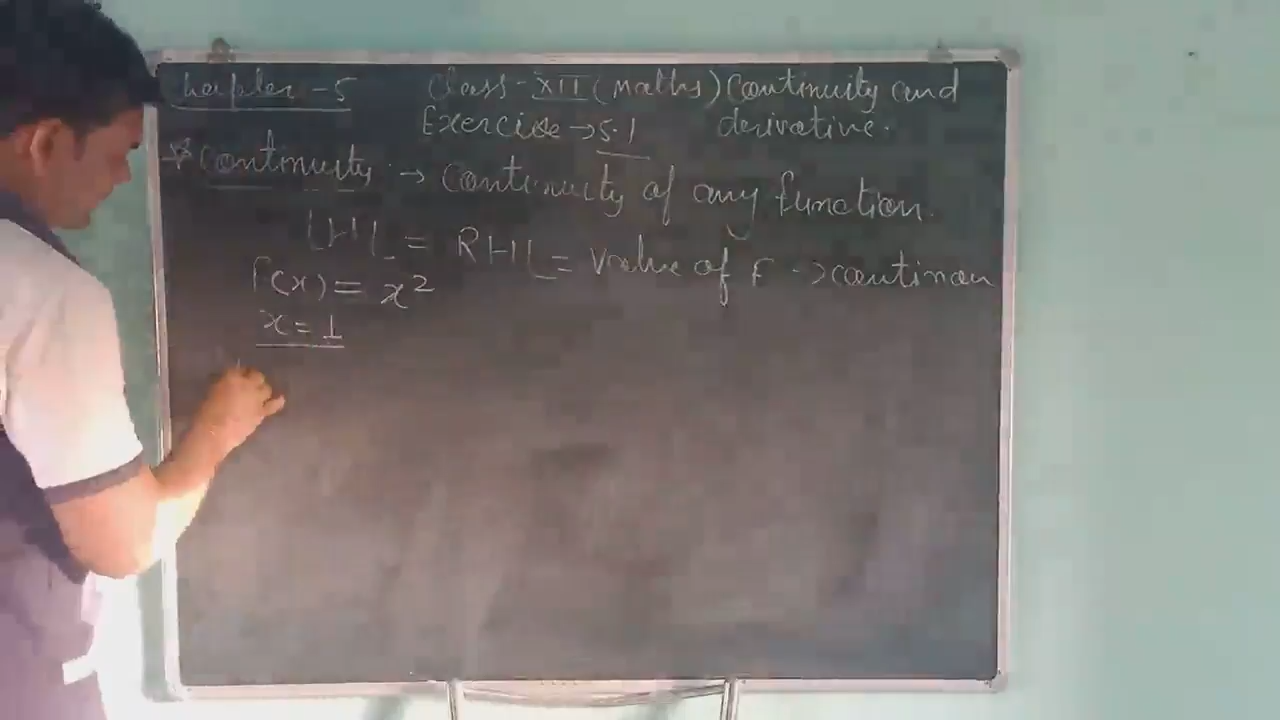 Chapter - 5 Class - XII (Maths) Continuity and
Exercise → 5.1 derivative.
* Continuity → Continuity of any function.
LHL = RHL = Value of F → continou
F(x) = x²
x = 1